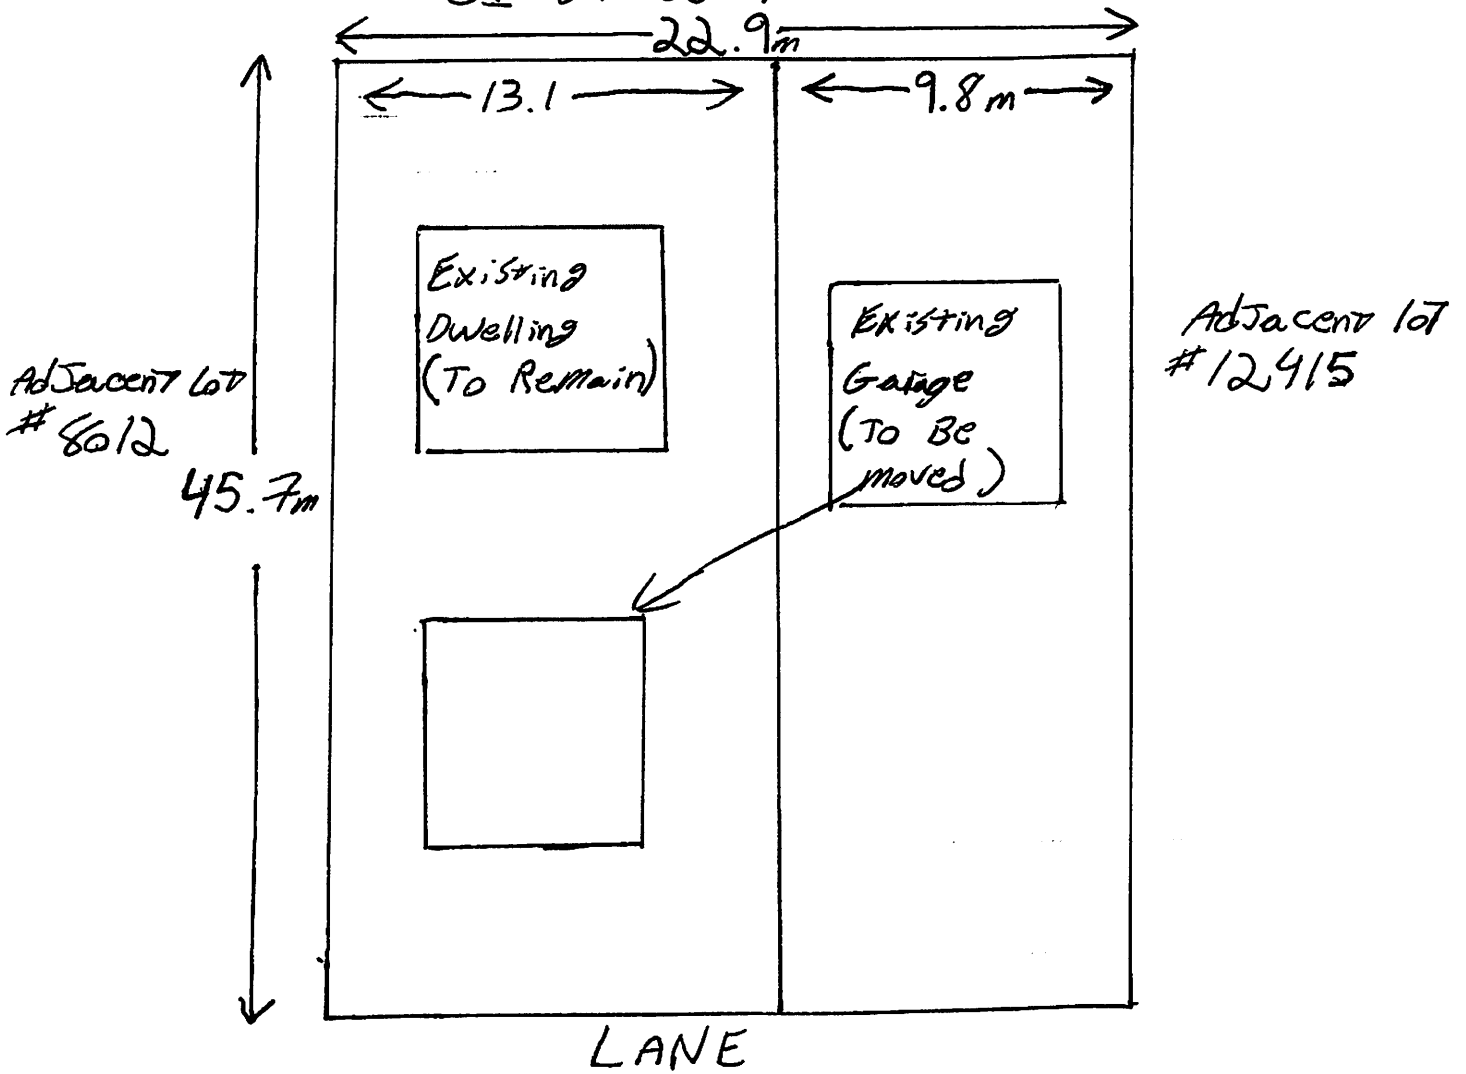 22.9m
13.1
9.8m
Existing
Dwelling
(To Remain)
Existing
Garage
(To Be
moved)
AdJacent lot
#12415
AdJacent Lot
#8012
45.7m
LANE